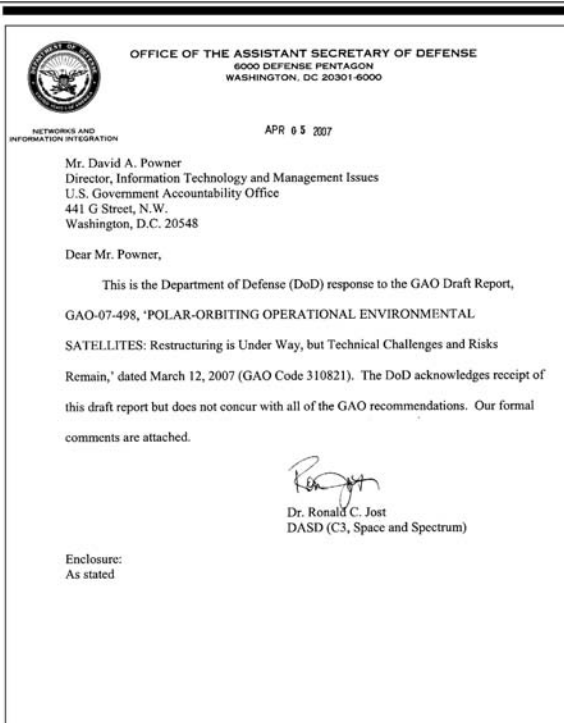 OFFICE OF THE ASSISTANT SECRETARY OF DEFENSE
6000 DEFENSE PENTAGON
WASHINGTON, DC 20301-6000
NETWORKS AND
INFORMATION INTEGRATION
APR 05 2007
Mr. David A. Powner
Director, Information Technology and Management Issues
U.S. Government Accountability Office
441 G Street, N.W.
Washington, D.C. 20548
Dear Mr. Powner,
This is the Department of Defense (DoD) response to the GAO Draft Report,
GAO-07-498, ‘POLAR-ORBITING OPERATIONAL ENVIRONMENTAL
SATELLITES: Restructuring is Under Way, but Technical Challenges and Risks
Remain,’ dated March 12, 2007 (GAO Code 310821). The DoD acknowledges receipt of
this draft report but does not concur with all of the GAO recommendations. Our formal
comments are attached.
Dr. Ronald C. Jost
DASD (C3, Space and Spectrum)
Enclosure:
As stated